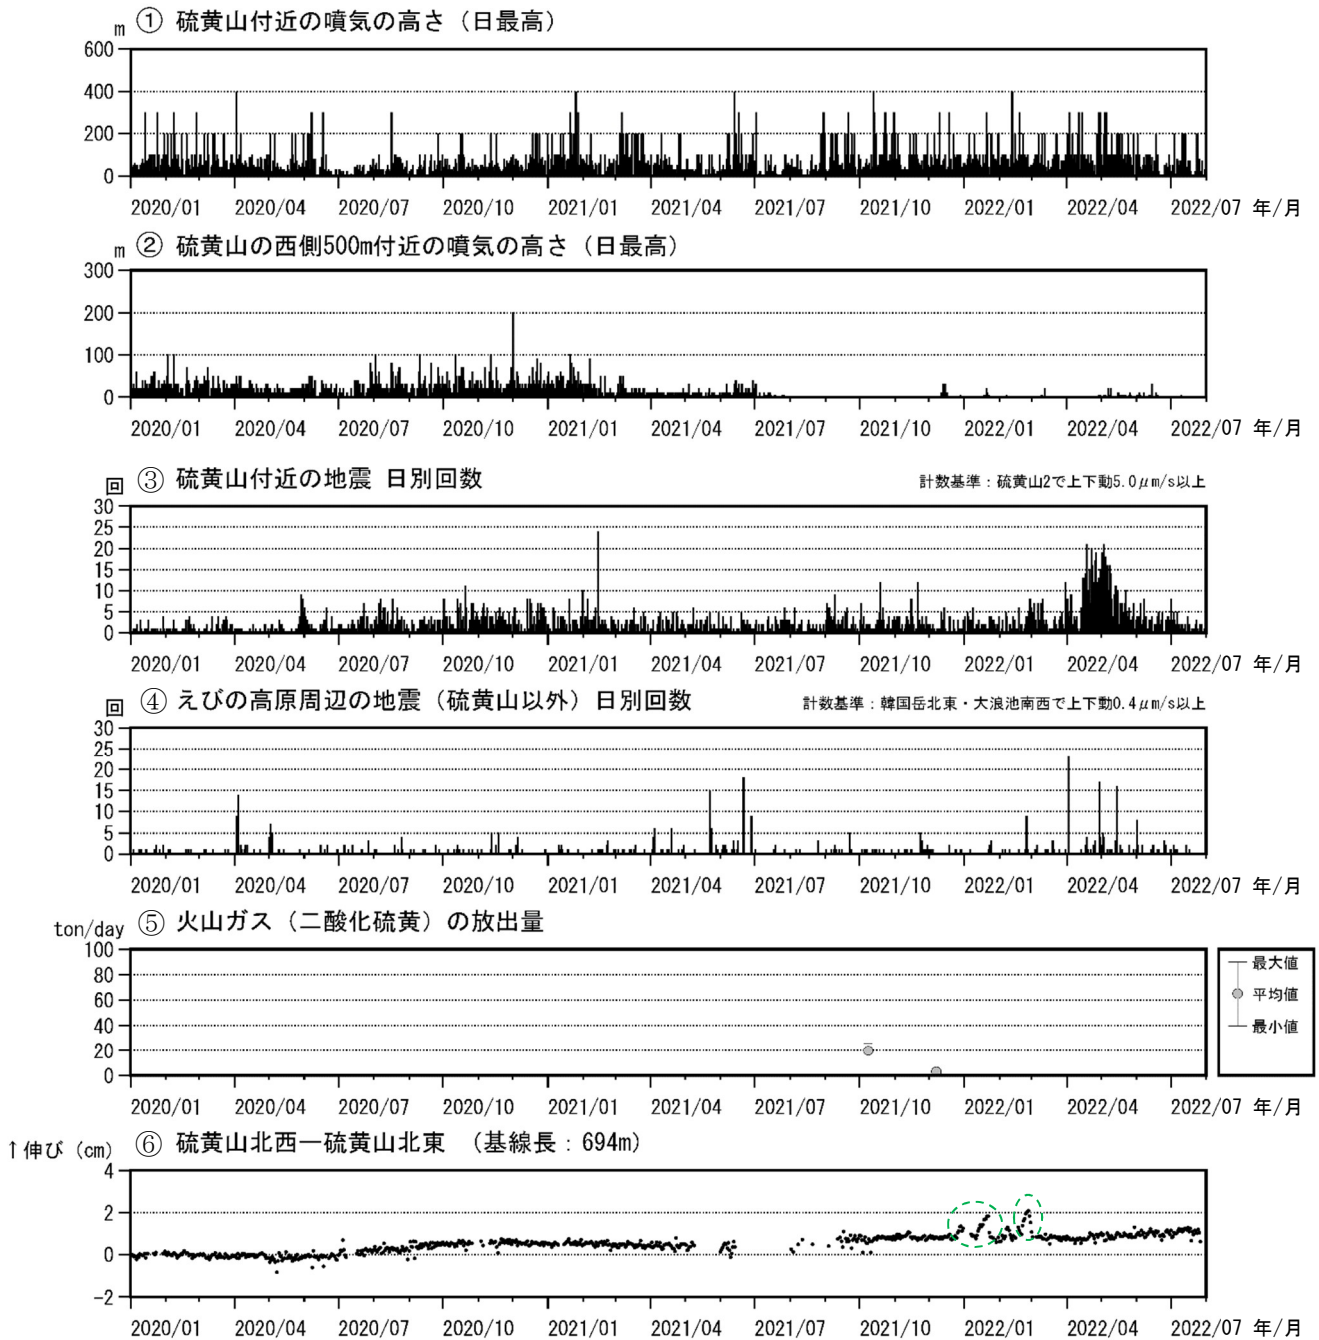 m ① 硫黄山付近の噴気の高さ（日最高）
600
400
200
0
2020/01 2020/04 2020/07 2020/10 2021/01 2021/04 2021/07 2021/10 2022/01 2022/04 2022/07 年/月
m ② 硫黄山の西側500m付近の噴気の高さ（日最高）
300
200
100
0
2020/01 2020/04 2020/07 2020/10 2021/01 2021/04 2021/07 2021/10 2022/01 2022/04 2022/07 年/月
回 ③ 硫黄山付近の地震 日別回数 計数基準：硫黄山2で上下動5.0μm/s以上
30
25
20
15
10
5
0
2020/01 2020/04 2020/07 2020/10 2021/01 2021/04 2021/07 2021/10 2022/01 2022/04 2022/07 年/月
回 ④ えびの高原周辺の地震（硫黄山以外）日別回数 計数基準：韓国岳北東・大浪池南西で上下動0.4μm/s以上
30
25
20
15
10
5
0
2020/01 2020/04 2020/07 2020/10 2021/01 2021/04 2021/07 2021/10 2022/01 2022/04 2022/07 年/月
ton/day ⑤ 火山ガス（二酸化硫黄）の放出量
100
80
60
40
20
0
最大値
平均値
最小値
2020/01 2020/04 2020/07 2020/10 2021/01 2021/04 2021/07 2021/10 2022/01 2022/04 2022/07 年/月
↑伸び（cm） ⑥ 硫黄山北西－硫黄山北東 （基線長：694m）
4
2
0
-2
2020/01 2020/04 2020/07 2020/10 2021/01 2021/04 2021/07 2021/10 2022/01 2022/04 2022/07 年/月